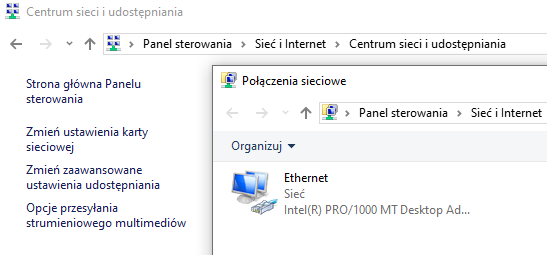 Centrum sieci i udostępniania
Panel sterowania > Sieć i Internet > Centrum sieci i udostępniania
Strona główna Panelu
sterowania
Zmień ustawienia karty
sieciowej
Zmień zaawansowane
ustawienia udostępniania
Opcje przesyłania
strumieniowego multimediów
Połączenia sieciowe
Panel sterowania > Sieć i Internet
Organizuj
Ethernet
Sieć
Intel(R) PRO/1000 MT Desktop Ad...